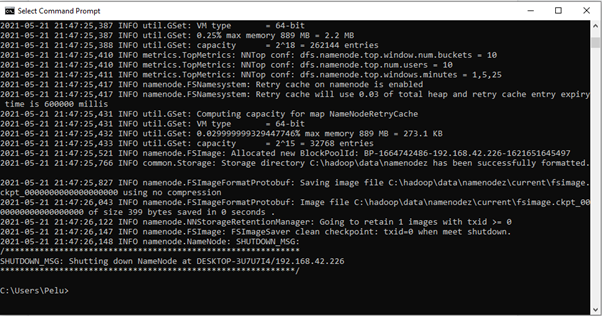 Select Command Prompt
2021-05-21 21:47:25,387 INFO util.GSet: VM type       = 64-bit
2021-05-21 21:47:25,387 INFO util.GSet: 0.25% max memory 889 MB = 2.2 MB
2021-05-21 21:47:25,388 INFO util.GSet: capacity      = 2^18 = 262144 entries
2021-05-21 21:47:25,410 INFO metrics.TopMetrics: NNTop conf: dfs.namenode.top.window.num.buckets = 10
2021-05-21 21:47:25,410 INFO metrics.TopMetrics: NNTop conf: dfs.namenode.top.num.users = 10
2021-05-21 21:47:25,411 INFO metrics.TopMetrics: NNTop conf: dfs.namenode.top.windows.minutes = 1,5,25
2021-05-21 21:47:25,417 INFO namenode.FSNamesystem: Retry cache on namenode is enabled
2021-05-21 21:47:25,417 INFO namenode.FSNamesystem: Retry cache will use 0.03 of total heap and retry cache entry expiry
time is 600000 millis
2021-05-21 21:47:25,431 INFO util.GSet: Computing capacity for map NameNodeRetryCache
2021-05-21 21:47:25,431 INFO util.GSet: VM type       = 64-bit
2021-05-21 21:47:25,432 INFO util.GSet: 0.029999999329447746% max memory 889 MB = 273.1 KB
2021-05-21 21:47:25,433 INFO util.GSet: capacity      = 2^15 = 32768 entries
2021-05-21 21:47:25,521 INFO namenode.FSImage: Allocated new BlockPoolId: BP-1664742486-192.168.42.226-1621651645497
2021-05-21 21:47:25,766 INFO common.Storage: Storage directory C:\hadoop\data\namenodez has been successfully formatted.
2021-05-21 21:47:25,827 INFO namenode.FSImageFormatProtobuf: Saving image file C:\hadoop\data\namenodez\current\fsimage.
ckpt_0000000000000000000 using no compression
2021-05-21 21:47:26,043 INFO namenode.FSImageFormatProtobuf: Image file C:\hadoop\data\namenodez\current\fsimage.ckpt_00
00000000000000000 of size 399 bytes saved in 0 seconds .
2021-05-21 21:47:26,122 INFO namenode.NNStorageRetentionManager: Going to retain 1 images with txid >= 0
2021-05-21 21:47:26,147 INFO namenode.FSImage: FSImageSaver clean checkpoint: txid=0 when meet shutdown.
2021-05-21 21:47:26,148 INFO namenode.NameNode: SHUTDOWN_MSG:
/************************************************************
SHUTDOWN_MSG: Shutting down NameNode at DESKTOP-3U7U7I4/192.168.42.226
************************************************************/
C:\Users\Pelu>